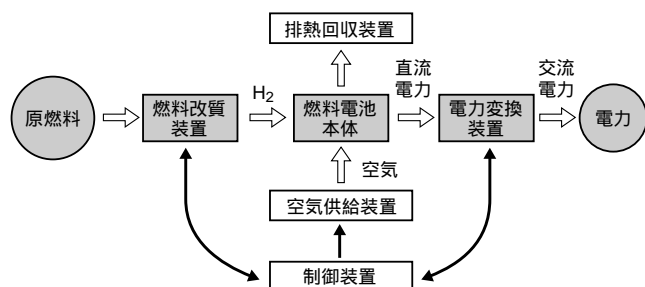 排熱回収装置
直流
電力
交流
電力
原燃料
燃料改質
装置
H2
燃料電池
本体
電力変換
装置
電力
空気
空気供給装置
制御装置